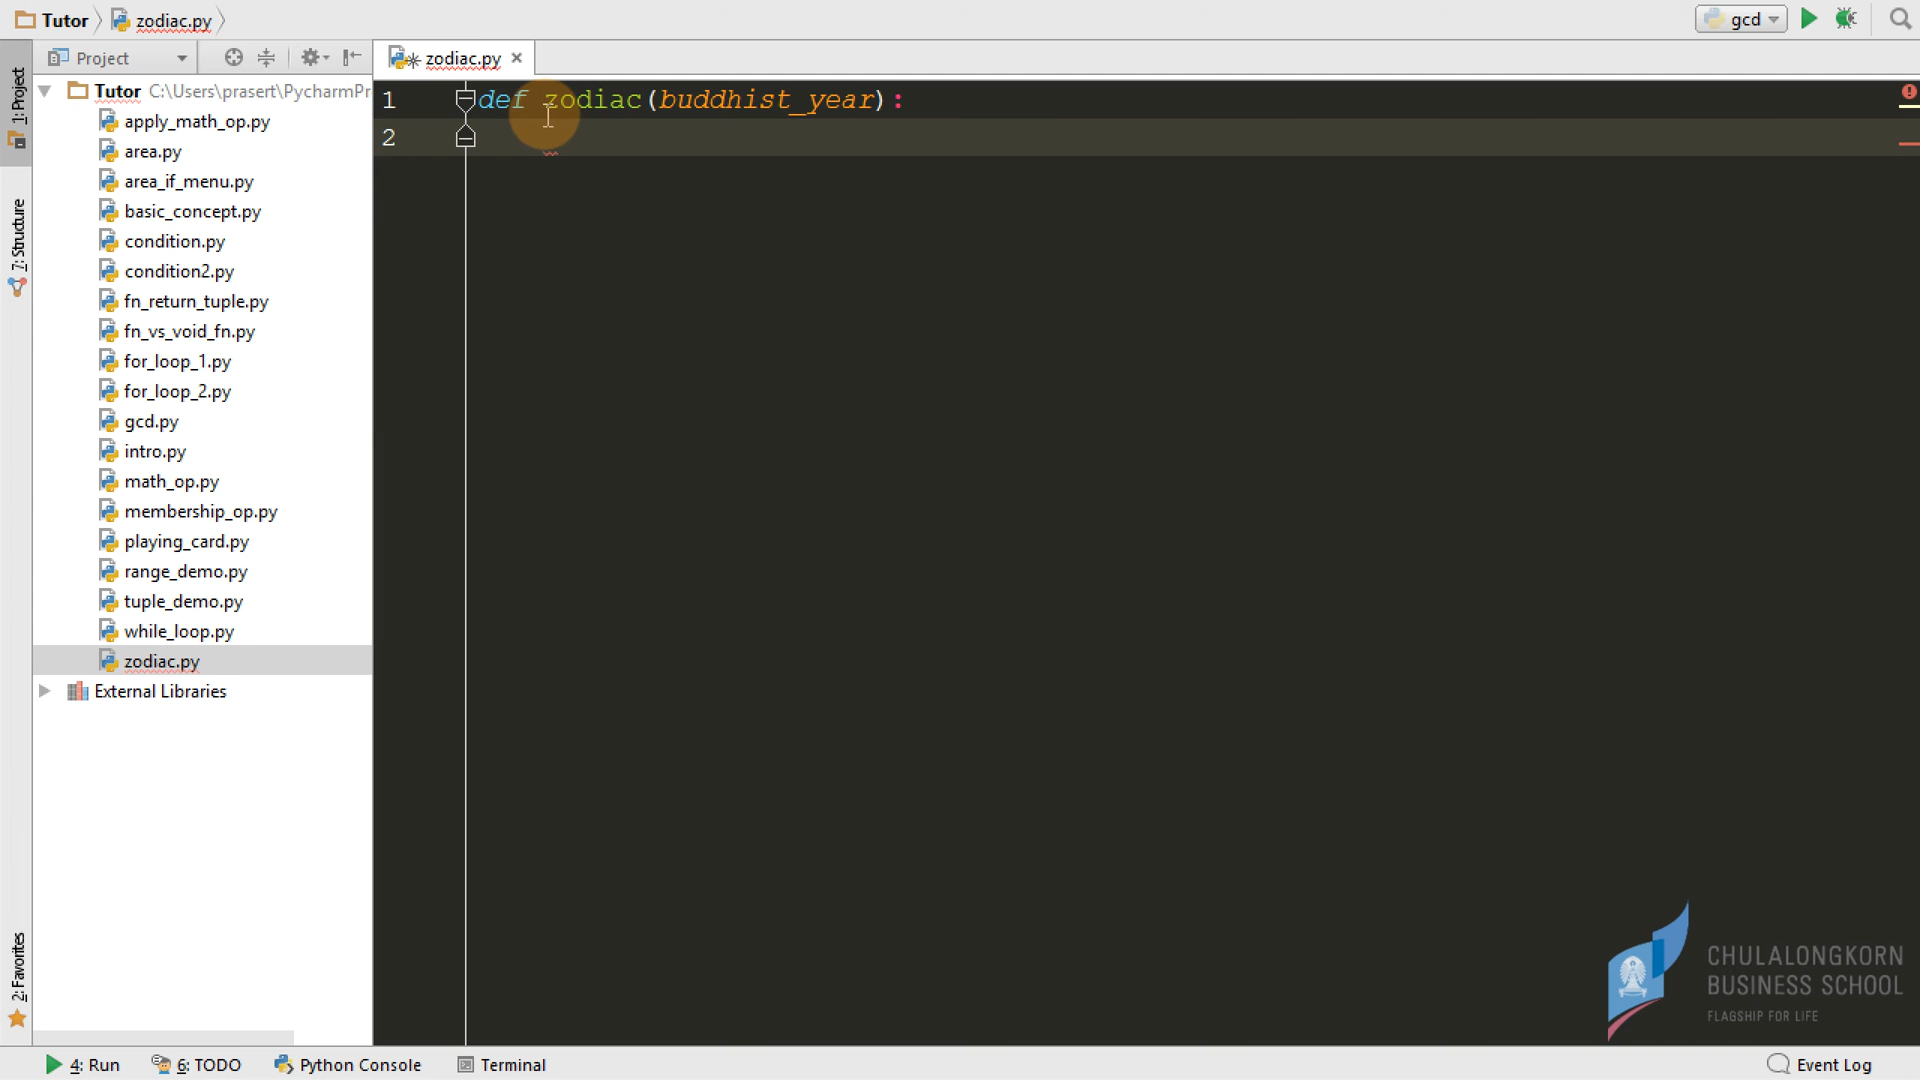 Tutor zodiac.py
gcd
1: Project
Project
zodiac.py
Tutor C:\Users\prasert\PycharmPr
apply_math_op.py
area.py
area_if_menu.py
basic_concept.py
condition.py
condition2.py
fn_return_tuple.py
fn_vs_void_fn.py
for_loop_1.py
for_loop_2.py
gcd.py
intro.py
math_op.py
membership_op.py
playing_card.py
range_demo.py
tuple_demo.py
while_loop.py
zodiac.py
External Libraries
7: Structure
2: Favorites
1 def zodiac(buddhist_year):
2
CHULALONGKORN
BUSINESS SCHOOL
FLAGSHIP FOR LIFE
4: Run 6: TODO Python Console Terminal Event Log